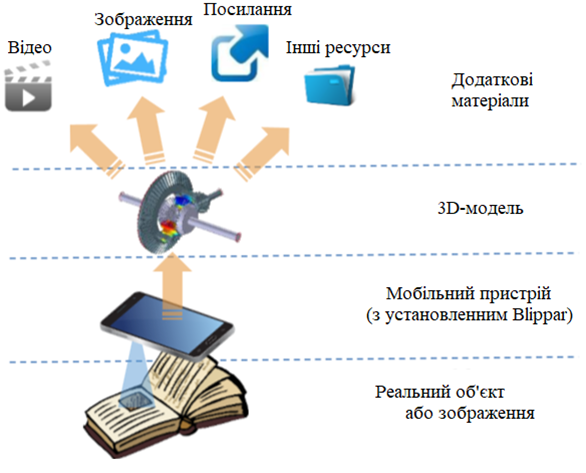 Відео
Зображення
Посилання
Інші ресурси
Додаткові
матеріали
3D-модель
Мобільний пристрій
(з установленним Blippar)
Реальний об'єкт
або зображення